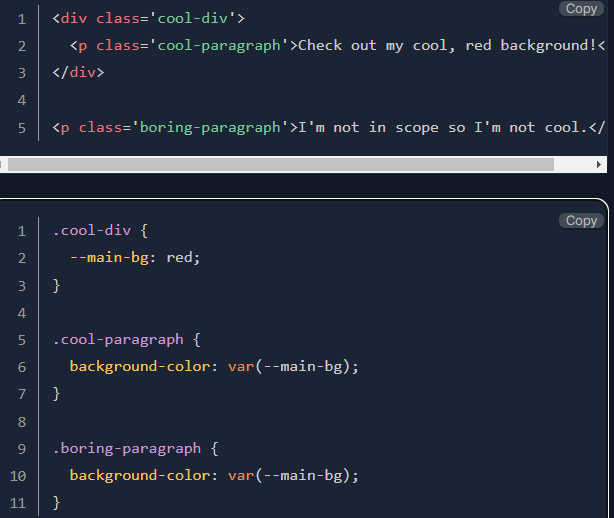 Copy
1 <div class='cool-div'>
2   <p class='cool-paragraph'>Check out my cool, red background!<
3 </div>
4
5 <p class='boring-paragraph'>I'm not in scope so I'm not cool.</
Copy
1 .cool-div {
2   --main-bg: red;
3 }
4
5 .cool-paragraph {
6   background-color: var(--main-bg);
7 }
8
9 .boring-paragraph {
10   background-color: var(--main-bg);
11 }